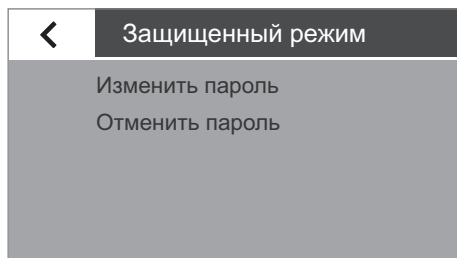 Защищенный режим
Изменить пароль
Отменить пароль